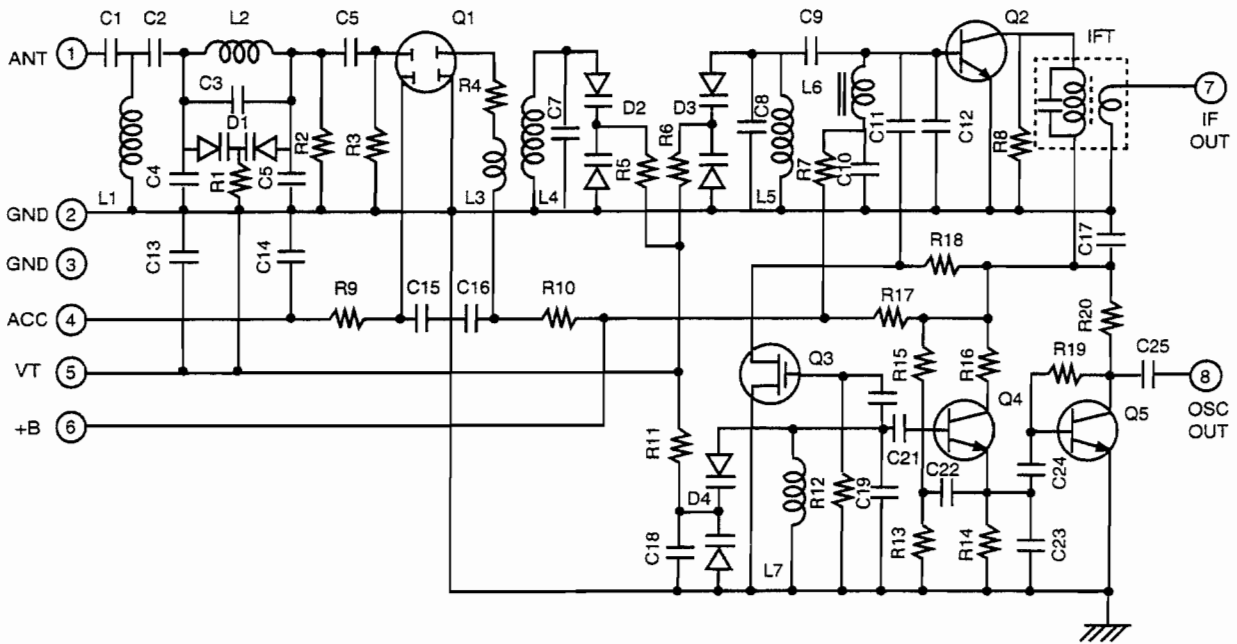 C1 C2 L2 C5 Q1 C9 Q2 IFT
ANT 1
C3
D1
R4
C7
D2 D3
C8
L6
C11
C12
R8
7
IF
OUT
C4 R1 C5 R2 R3
R5 R6
R7 C10
GND 2 L1
L3 L4
L5
C13 C14
C17
GND 3
R18
R9 C15 C16 R10 R17
ACC 4
R20
VT 5
Q3 R15 R16 R19 C25
8
OSC
OUT
+B 6
Q4 Q5
R11
C21
C22
C24
D4
R12 C19
C18
L7
R13 R14 C23